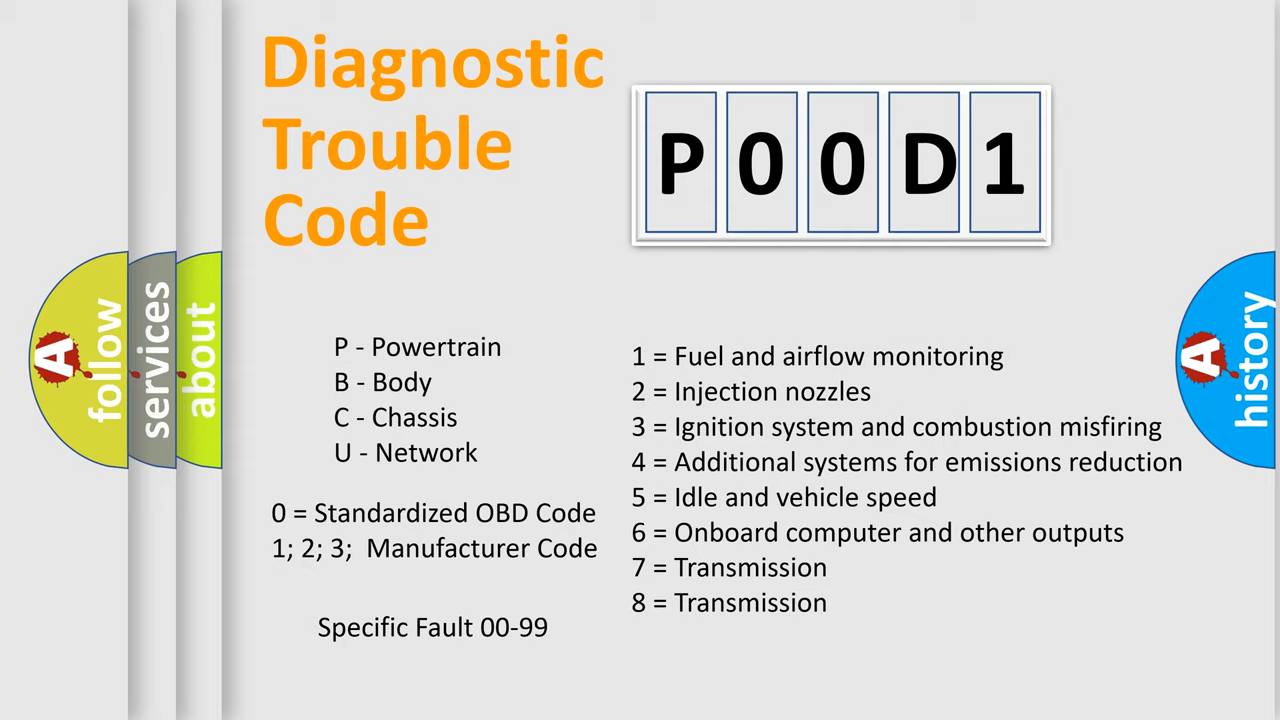 Diagnostic
Trouble
Code
P00D1
P - Powertrain
B - Body
C - Chassis
U - Network
0 = Standardized OBD Code
1; 2; 3;  Manufacturer Code
Specific Fault 00-99
1 = Fuel and airflow monitoring
2 = Injection nozzles
3 = Ignition system and combustion misfiring
4 = Additional systems for emissions reduction
5 = Idle and vehicle speed
6 = Onboard computer and other outputs
7 = Transmission
8 = Transmission
A
follow
services
about
A
history